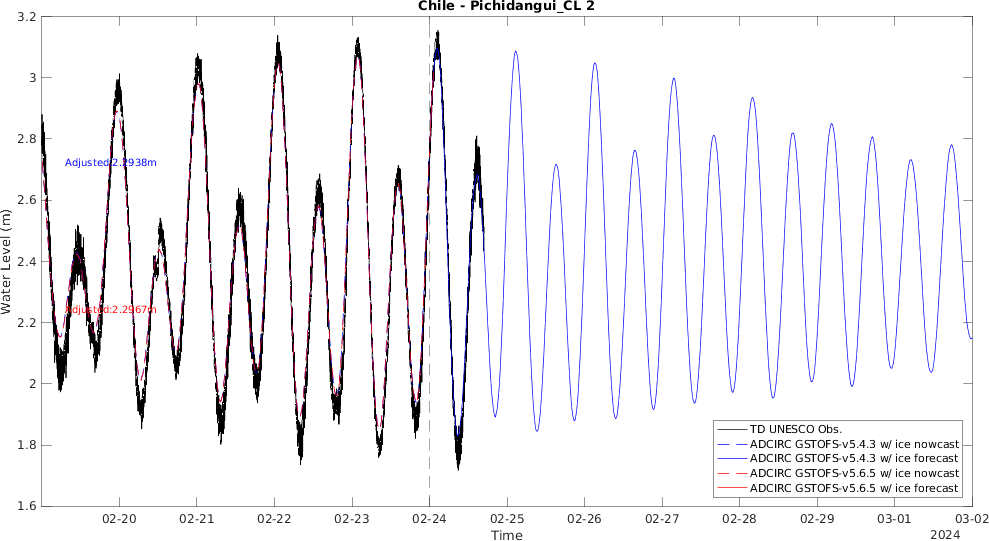 Chile - Pichidangui_CL 2
3.2
3
2.8
2.6
2.4
2.2
2
1.8
1.6
Water Level (m)
Adjusted:2.2938m
Adjusted:2.2967m
TD UNESCO Obs.
ADCIRC GSTOFS-v5.4.3 w/ ice nowcast
ADCIRC GSTOFS-v5.4.3 w/ ice forecast
ADCIRC GSTOFS-v5.6.5 w/ ice nowcast
ADCIRC GSTOFS-v5.6.5 w/ ice forecast
02-20 02-21 02-22 02-23 02-24 02-25 02-26 02-27 02-28 02-29 03-01 03-02
Time
2024